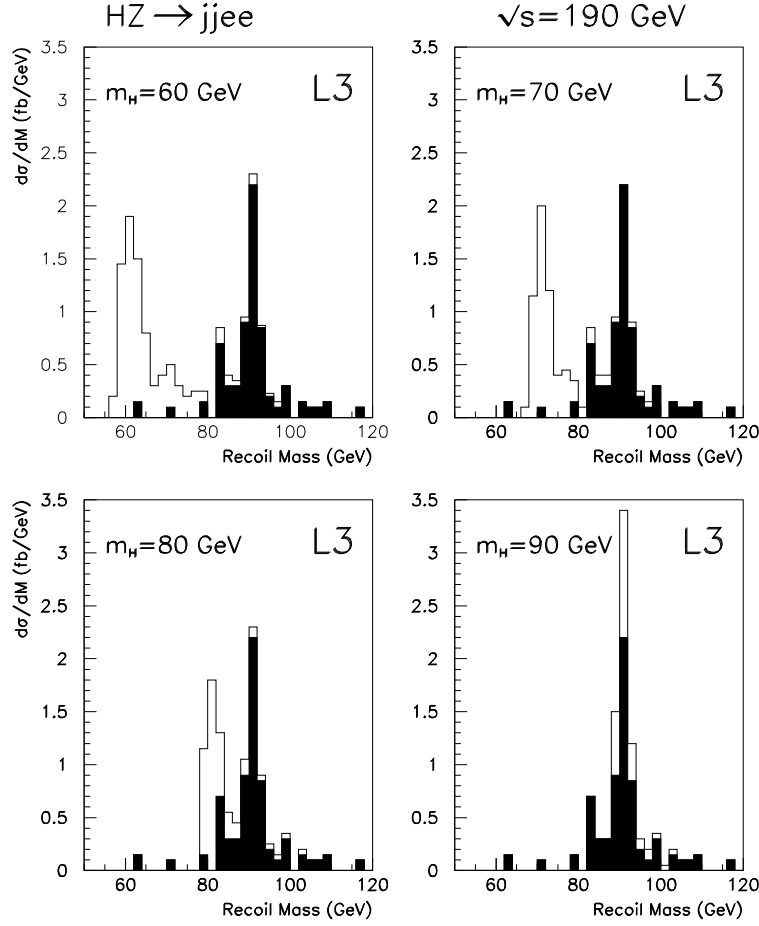 HZ → jjee √s=190 GeV
dσ/dM (fb/GeV)
3.5
3
2.5
2
1.5
1
0.5
0
m_H=60 GeV L3
60 80 100 120
Recoil Mass (GeV)
3.5
3
2.5
2
1.5
1
0.5
0
m_H=70 GeV L3
60 80 100 120
Recoil Mass (GeV)
dσ/dM (fb/GeV)
3.5
3
2.5
2
1.5
1
0.5
0
m_H=80 GeV L3
60 80 100 120
Recoil Mass (GeV)
3.5
3
2.5
2
1.5
1
0.5
0
m_H=90 GeV L3
60 80 100 120
Recoil Mass (GeV)